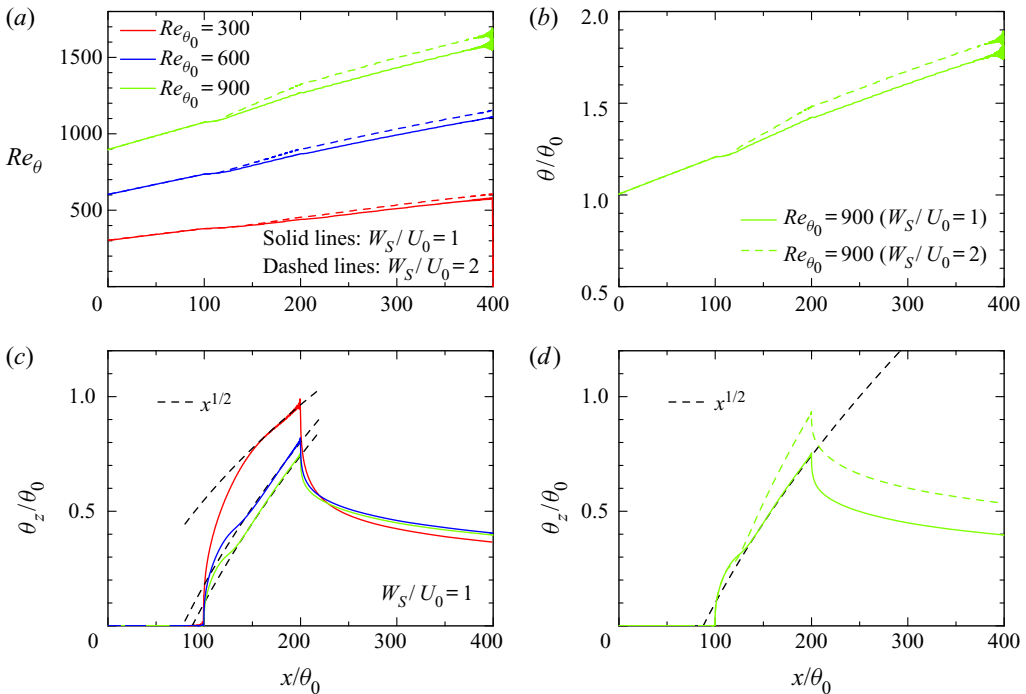 (a)
Re_θ0 = 300
Re_θ0 = 600
Re_θ0 = 900
1500
1000
500
Re_θ
Solid lines: W_S / U_0 = 1
Dashed lines: W_S / U_0 = 2
0 100 200 300 400
(b)
2.0
1.5
1.0
0.5
θ/θ_0
Re_θ0 = 900 (W_S/U_0 = 1)
Re_θ0 = 900 (W_S/U_0 = 2)
0 100 200 300 400
(c)
x^1/2
1.0
0.5
θ_z/θ_0
W_S / U_0 = 1
0 100 200 300 400
x/θ_0
(d)
x^1/2
1.0
0.5
θ_z/θ_0
0 100 200 300 400
x/θ_0